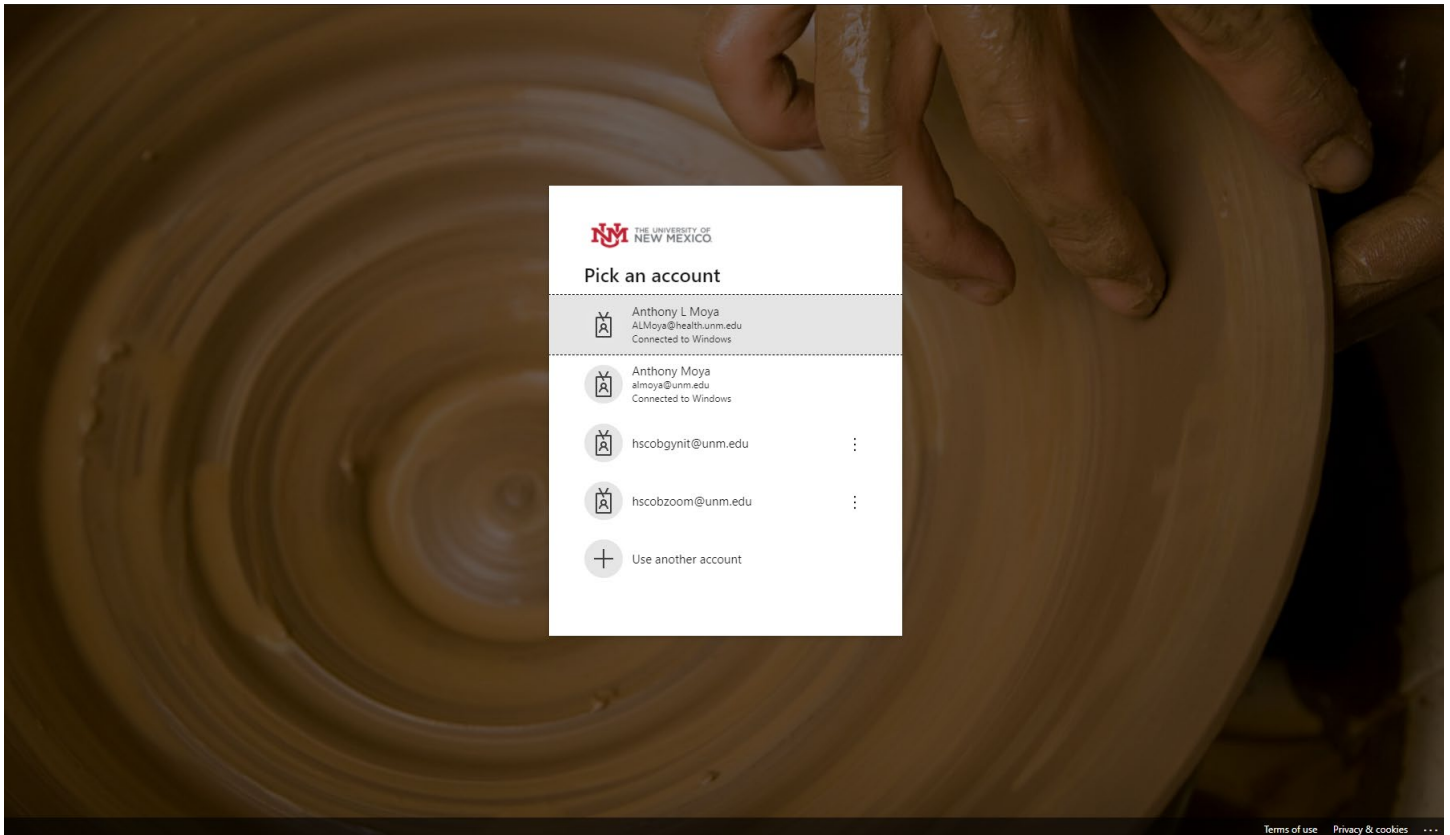 NM THE UNIVERSITY OF
NEW MEXICO.
Pick an account
Anthony L Moya
ALMoya@health.unm.edu
Connected to Windows
Anthony Moya
almoya@unm.edu
Connected to Windows
hscobgynit@unm.edu
hscobzoom@unm.edu
Use another account
Terms of use Privacy & cookies ...